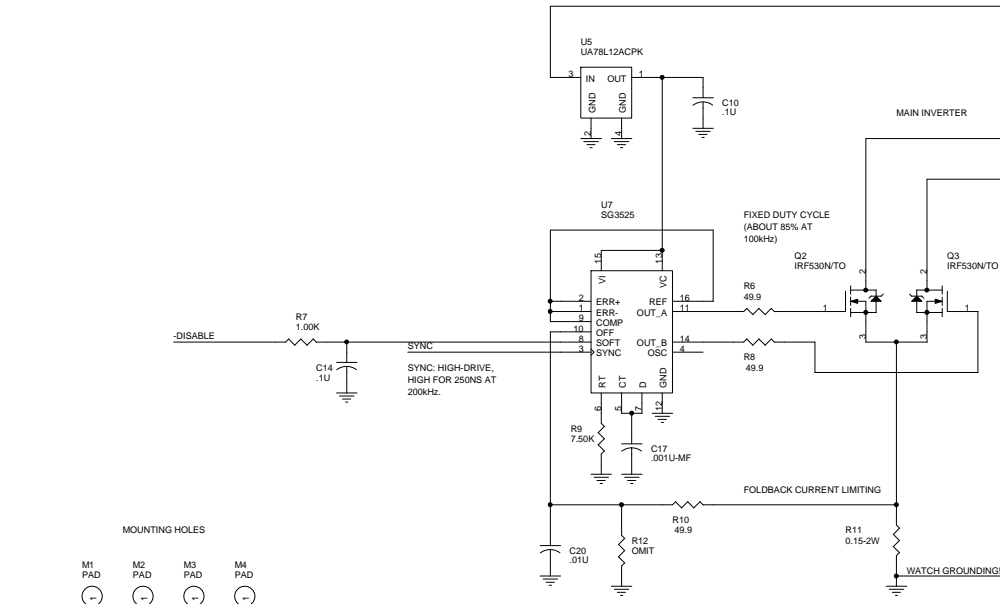 U5
UA78L12ACPK
3
IN
OUT
1
GND
GND
2
4
C10
.1U
MAIN INVERTER
U7
SG3525
FIXED DUTY CYCLE
(ABOUT 85% AT
100kHz)
15
13
VI
VC
Q2
IRF530N/TO
Q3
IRF530N/TO
2
2
2
ERR+
REF
16
1
ERR-
OUT_A
11
R6
49.9
1
1
9
COMP
10
OFF
8
SOFT
OUT_B
14
3
SYNC
OSC
4
R8
49.9
3
3
R7
1.00K
-DISABLE
SYNC
C14
.1U
SYNC: HIGH-DRIVE,
HIGH FOR 250NS AT
200kHz.
RT
CT
D
GND
6
5
7
12
R9
7.50K
C17
.001U-MF
FOLDBACK CURRENT LIMITING
R10
49.9
R11
0.15-2W
R12
OMIT
C20
.01U
WATCH GROUNDING!
MOUNTING HOLES
M1
PAD
M2
PAD
M3
PAD
M4
PAD
1
1
1
1